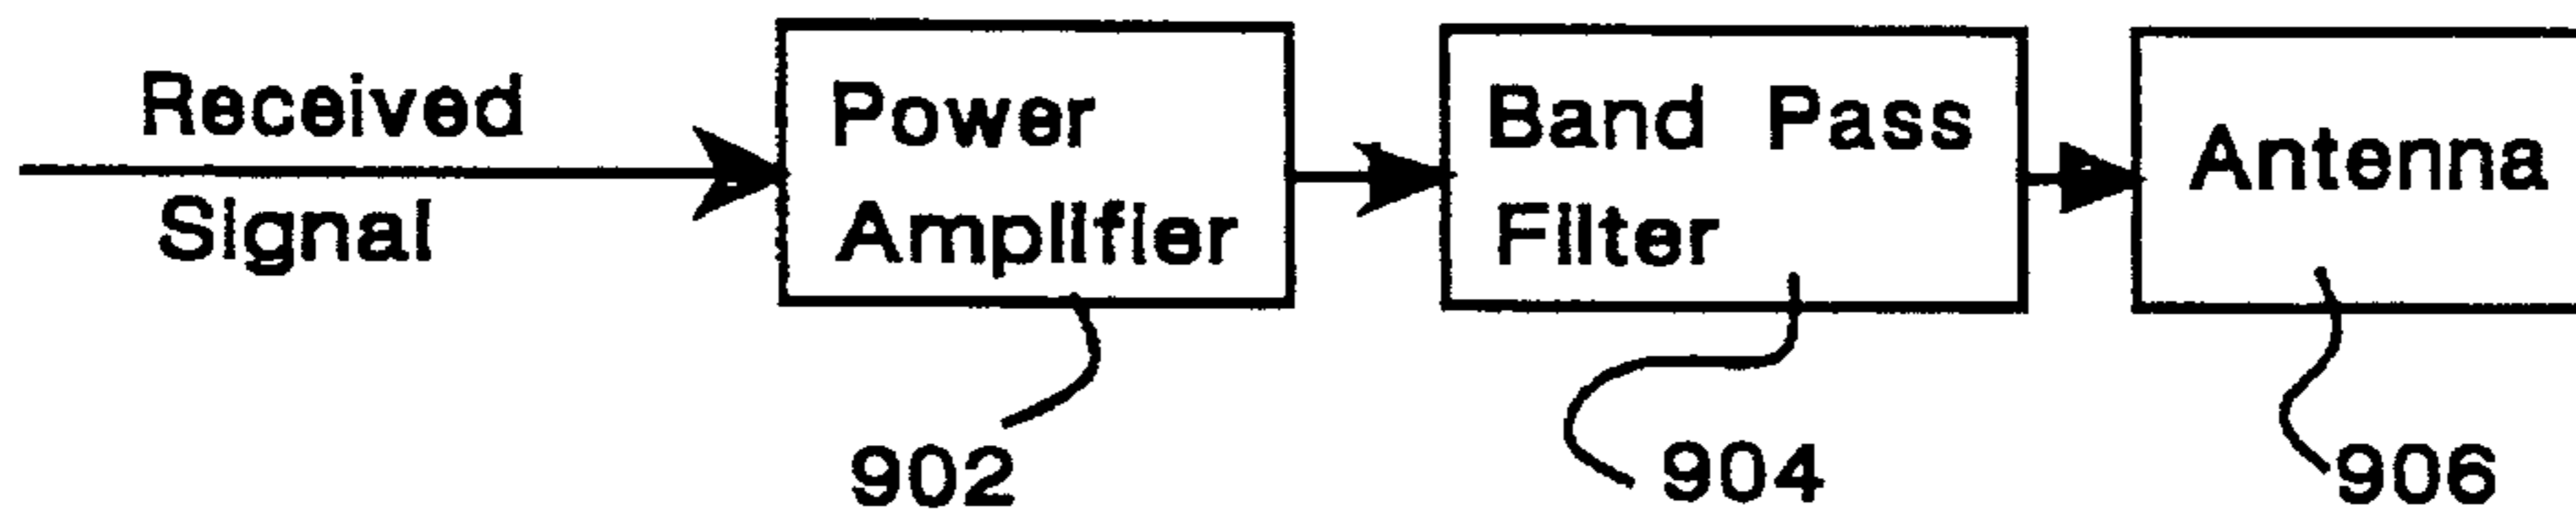 Received
Signal
Power
Amplifier
Band Pass
Filter
Antenna
902
904
906